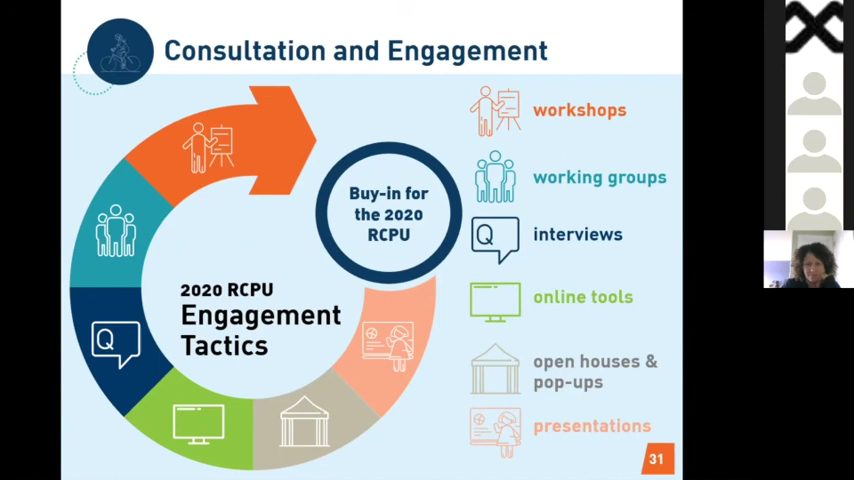 Consultation and Engagement
workshops
working groups
Buy-in for
the 2020
RCPU
Q
interviews
2020 RCPU
Engagement
Tactics
online tools
Q
open houses &
pop-ups
presentations
31